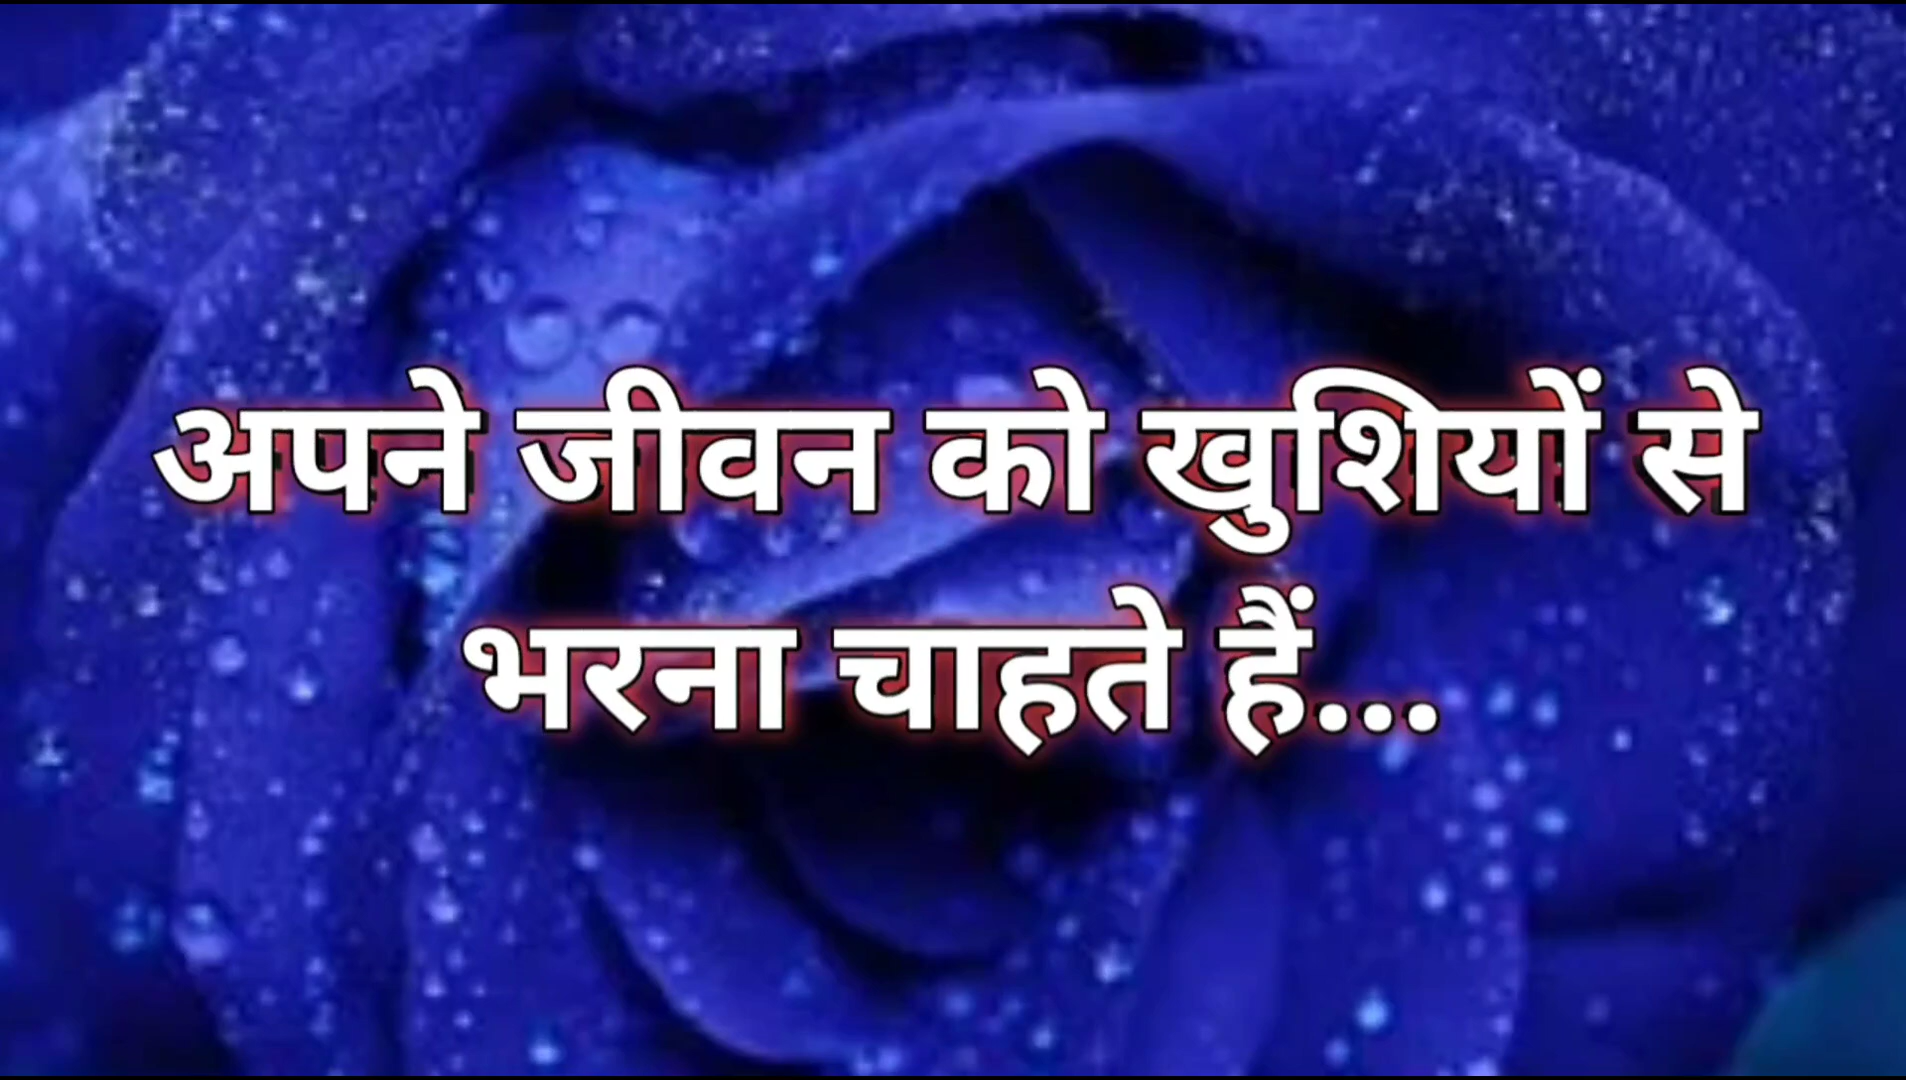 अपने जीवन को खुशियों से
भरना चाहते हैं...